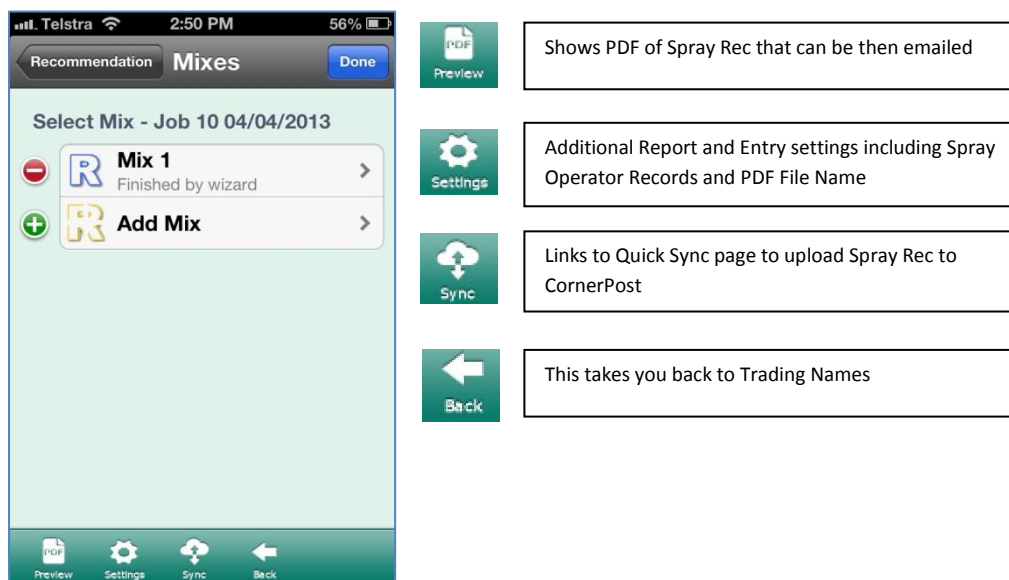 Telstra 2:50 PM 56%
Recommendation Mixes Done
Select Mix - Job 10 04/04/2013
R Mix 1
Finished by wizard
R Add Mix
PDF Preview
Settings
Sync
Back
PDF
Preview
Shows PDF of Spray Rec that can be then emailed
Settings
Additional Report and Entry settings including Spray
Operator Records and PDF File Name
Sync
Links to Quick Sync page to upload Spray Rec to
CornerPost
Back
This takes you back to Trading Names